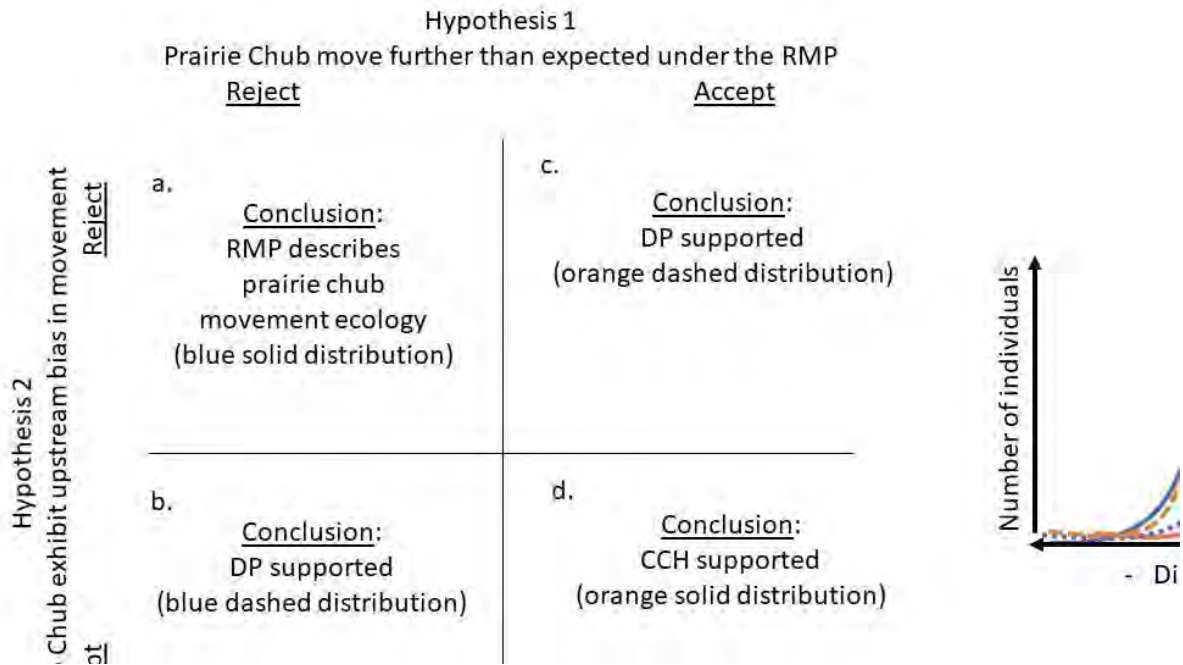 Hypothesis 1
Prairie Chub move further than expected under the RMP
Reject
Accept
Hypothesis 2
Chub exhibit upstream bias in movement
Reject
a.
Conclusion:
RMP describes
prairie chub
movement ecology
(blue solid distribution)
c.
Conclusion:
DP supported
(orange dashed distribution)
b.
Conclusion:
DP supported
(blue dashed distribution)
d.
Conclusion:
CCH supported
(orange solid distribution)
Number of individuals
-